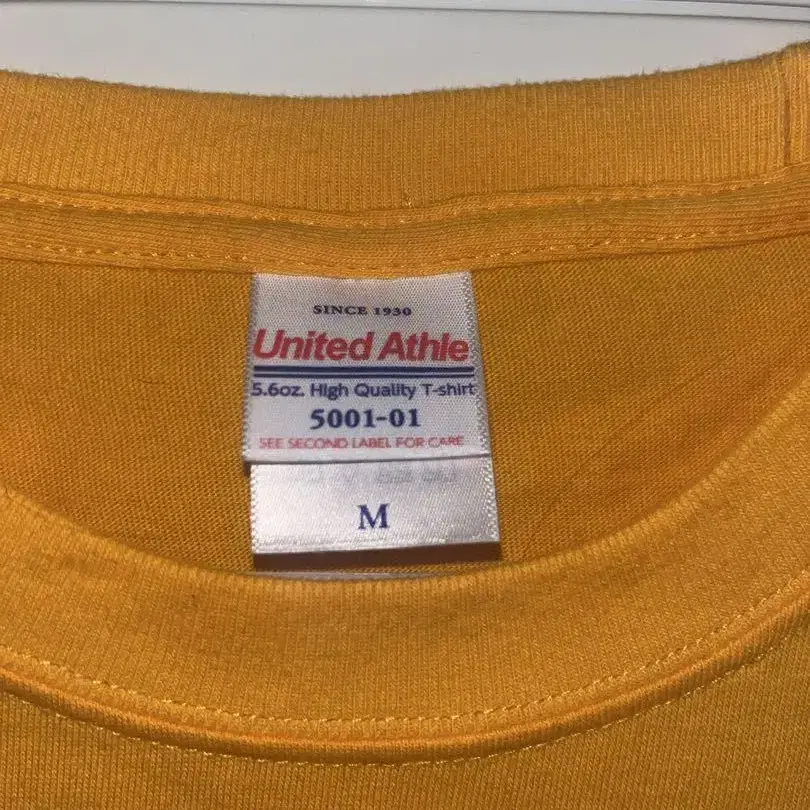 SINCE 1930
United Athle
5.6oz. High Quality T-shirt
5001-01
SEE SECOND LABEL FOR CARE
M